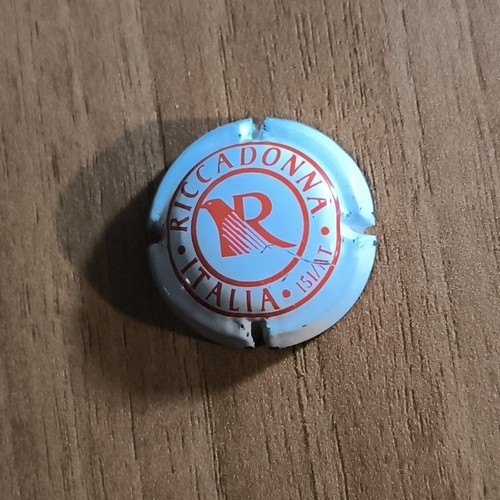 RICCADONNA
R
ITALIA • 151/AT •